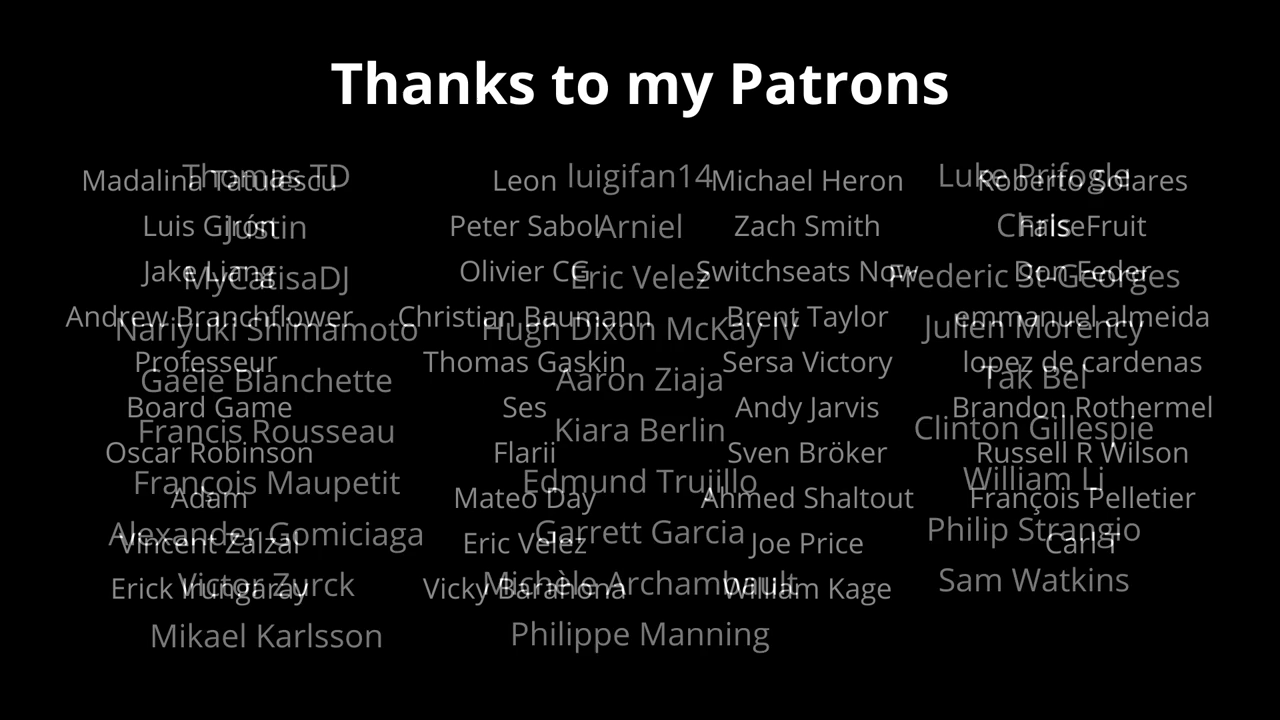 Thanks to my Patrons
Madalina Tatulescu
Luis Girón
Jake Liang
Andrew Branchflower
Professeur
Board Game
Oscar Robinson
Adam
Vincent Zalzal
Erick Irungaray
Leon
Peter Sabol
Olivier CG
Christian Baumann
Thomas Gaskin
Ses
Flarii
Mateo Day
Eric Velez
Vicky Barahona
Michael Heron
Zach Smith
Switchseats Now
Brent Taylor
Sersa Victory
Andy Jarvis
Sven Bröker
Ahmed Shaltout
Joe Price
William Kage
Roberto Solares
FalseFruit
Don Feder
emmanuel almeida
lopez de cardenas
Brandon Rothermel
Russell R Wilson
François Pelletier
Carl T
Thomas TD
Justin
MyCatisaDJ
Nariyuki Shimamoto
Gaële Blanchette
Francis Rousseau
François Maupetit
Alexander Comiciaga
Victor Zurck
Mikael Karlsson
luigifan14
Arniel
Eric Velez
Hugh Dixon McKay IV
Aaron Ziaja
Kiara Berlin
Edmund Trujillo
Garrett Garcia
Michèle Archambault
Philippe Manning
Luke Prifogle
Chris
Frederic St-Georges
Julien Morency
Tak Bel
Clinton Gillespie
William Li
Philip Strangio
Sam Watkins